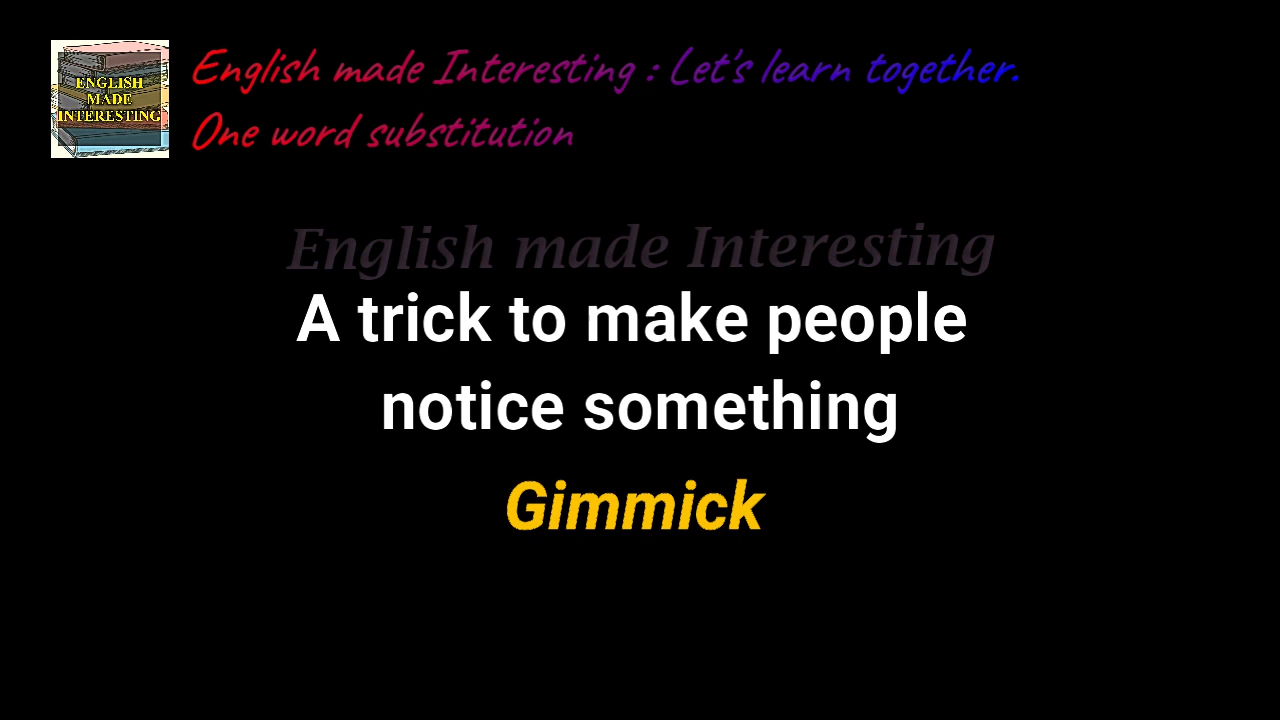 ENGLISH
MADE
INTERESTING
English made Interesting : Let's learn together.
One word substitution
English made Interesting
A trick to make people
notice something
Gimmick